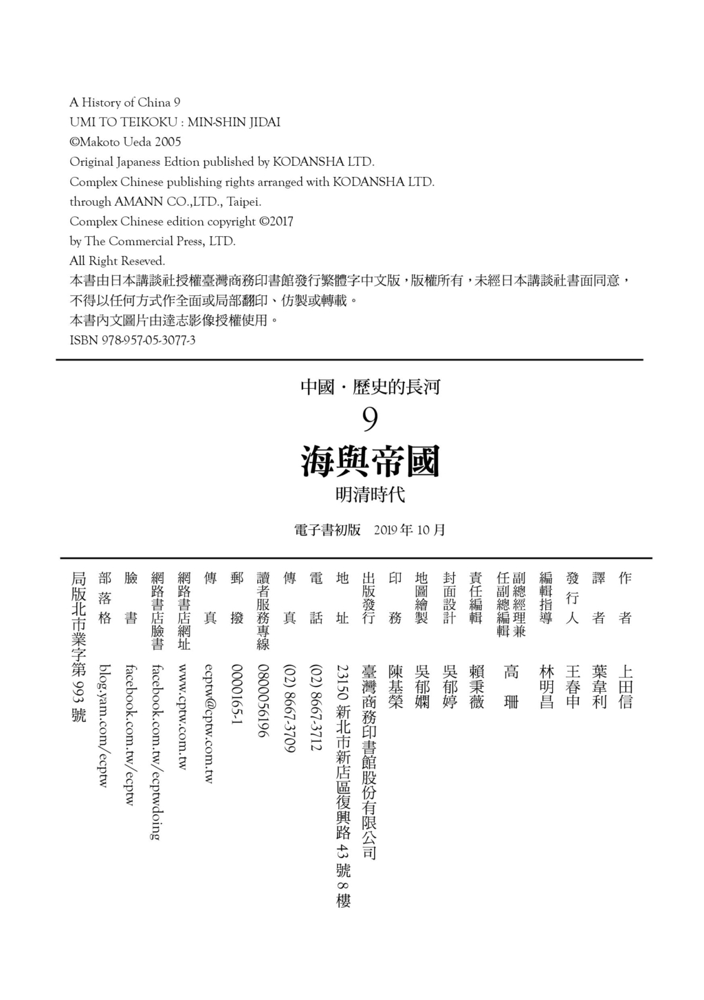 A History of China 9
UMI TO TEIKOKU : MIN-SHIN JIDAI
©Makoto Ueda 2005
Original Japaness Edtion published by KODANSHA LTD.
Complex Chinese publishing rights arranged with KODANSHA LTD.
through AMANN CO.,LTD., Taipei.
Complex Chinese edition copyright ©2017
by The Commercial Press, LTD.
All Right Reseved.
本書由日本講談社授權臺灣商務印書館發行繁體字中文版，版權所有，未經日本講談社書面同意，
不得以任何方式作全面或局部翻印、仿製或轉載。
本書內文圖片由達志影像授權使用。
ISBN 978-957-05-3077-3
中國・歷史的長河
9
海與帝國
明清時代
電子書初版 2019年10月
作者 上田信
譯者 葉韋利
發行人 王春申
編輯指導 林明昌
副總經理兼
任副總編輯 高珊
責任編輯 賴秉薇
封面設計 吳郁婷
地圖繪製 吳郁嫻
印務 陳基榮
出版發行 臺灣商務印書館股份有限公司
地址 23150 新北市新店區復興路 43 號 8 樓
電話 (02) 8667-3712
傳真 (02) 8667-3709
讀者服務專線 0800056196
郵撥 0000165-1
傳真 ecptw@cptw.com.tw
網路書店網址 www.cptw.com.tw
網路書店臉書 facebook.com.tw/ecptwdoing
臉書 facebook.com.tw/ecptw
部落格 blog.yam.com/ecptw
局版北市業字第 993 號